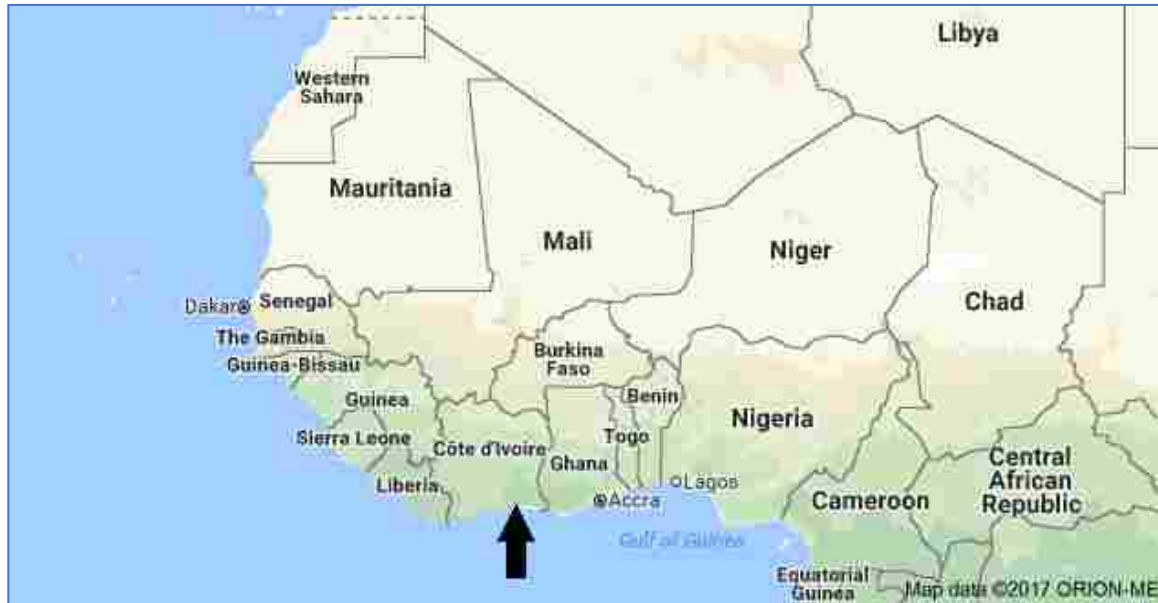 Libya
Western
Sahara
Mauritania
Mali
Niger
Chad
Dakar
Senegal
The Gambia
Guinea-Bissau
Burkina
Faso
Benin
Guinea
Nigeria
Togo
Sierra Leone
Côte d'Ivoire
Ghana
Central
African
Republic
Liberia
Lagos
Accra
Cameroon
Gulf of Guinea
Equatorial
Guinea
Map data ©2017 ORION-ME